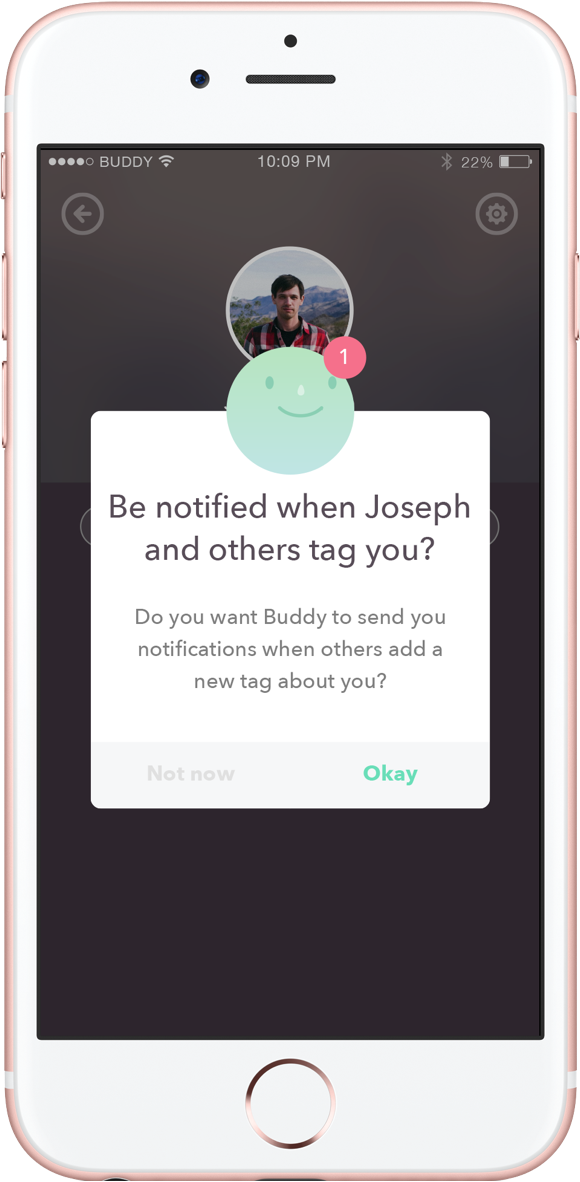 BUDDY 10:09 PM 22%
1
Be notified when Joseph
and others tag you?
Do you want Buddy to send you
notifications when others add a
new tag about you?
Not now Okay